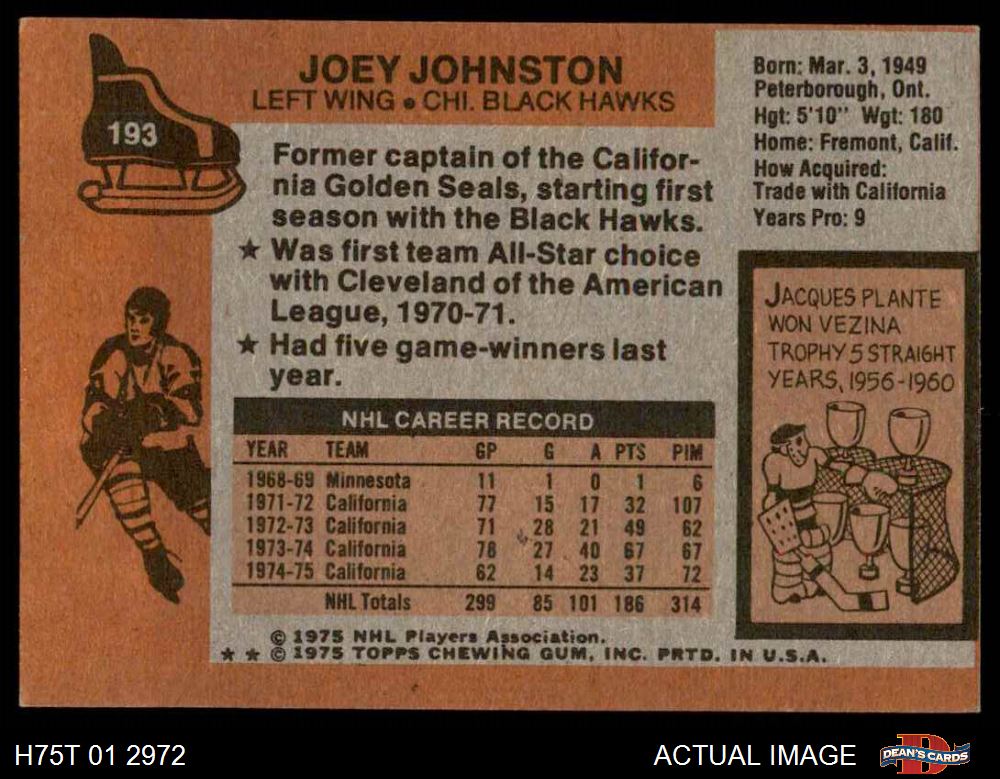 193
JOEY JOHNSTON
LEFT WING • CHI. BLACK HAWKS
Former captain of the Califor-
nia Golden Seals, starting first
season with the Black Hawks.
★ Was first team All-Star choice
with Cleveland of the American
League, 1970-71.
★ Had five game-winners last
year.
Born: Mar. 3, 1949
Peterborough, Ont.
Hgt: 5'10" Wgt: 180
Home: Fremont, Calif.
How Acquired:
Trade with California
Years Pro: 9
JACQUES PLANTE
WON VEZINA
TROPHY 5 STRAIGHT
YEARS, 1956-1960
NHL CAREER RECORD
YEAR TEAM GP G A PTS PIM
1968-69 Minnesota 11 1 0 1 6
1971-72 California 77 15 17 32 107
1972-73 California 71 28 21 49 62
1973-74 California 78 27 40 67 67
1974-75 California 62 14 23 37 72
NHL Totals 299 85 101 186 314
© 1975 NHL Players Association.
★ ★ © 1975 TOPPS CHEWING GUM, INC. PRTD. IN U.S.A.
H75T 01 2972
ACTUAL IMAGE
DEAN'S CARDS